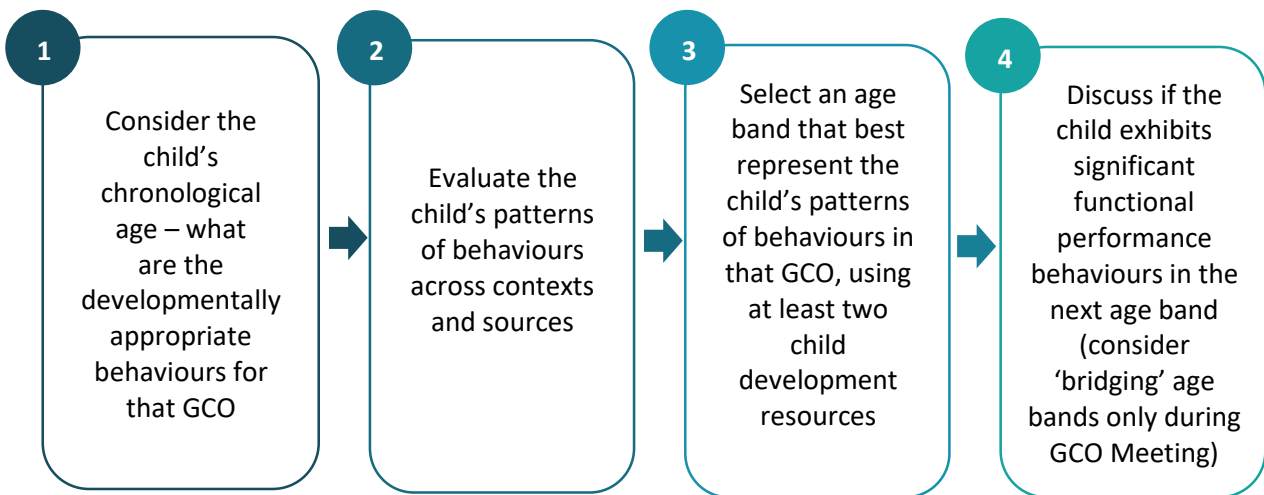 1
Consider the
child's
chronological
age – what
are the
developmentally
appropriate
behaviours for
that GCO
2
Evaluate the
child's patterns
of behaviours
across contexts
and sources
3
Select an age
band that best
represent the
child's patterns
of behaviours in
that GCO, using
at least two
child
development
resources
4
Discuss if the
child exhibits
significant
functional
performance
behaviours in the
next age band
(consider
'bridging' age
bands only during
GCO Meeting)